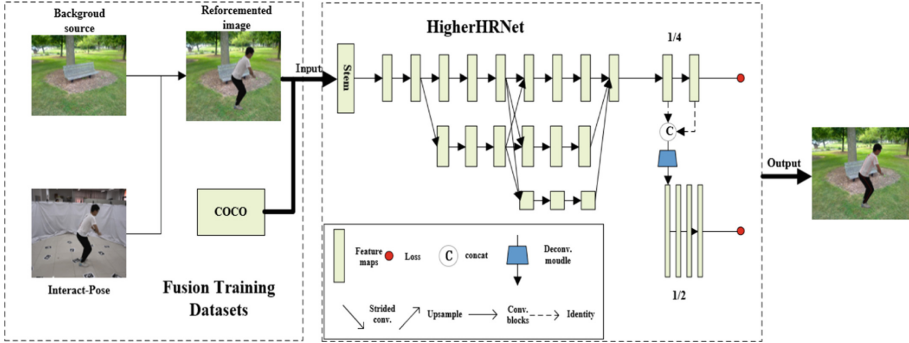 Backgroud
source
Reforcemented
image
Interact-Pose
COCO
Fusion Training
Datasets
Input
HigherHRNet
Stem
1/4
C
1/2
Feature
maps
Loss
C
concat
Deconv.
moudle
Strided
conv.
Upsample
Conv.
blocks
Identity
Output